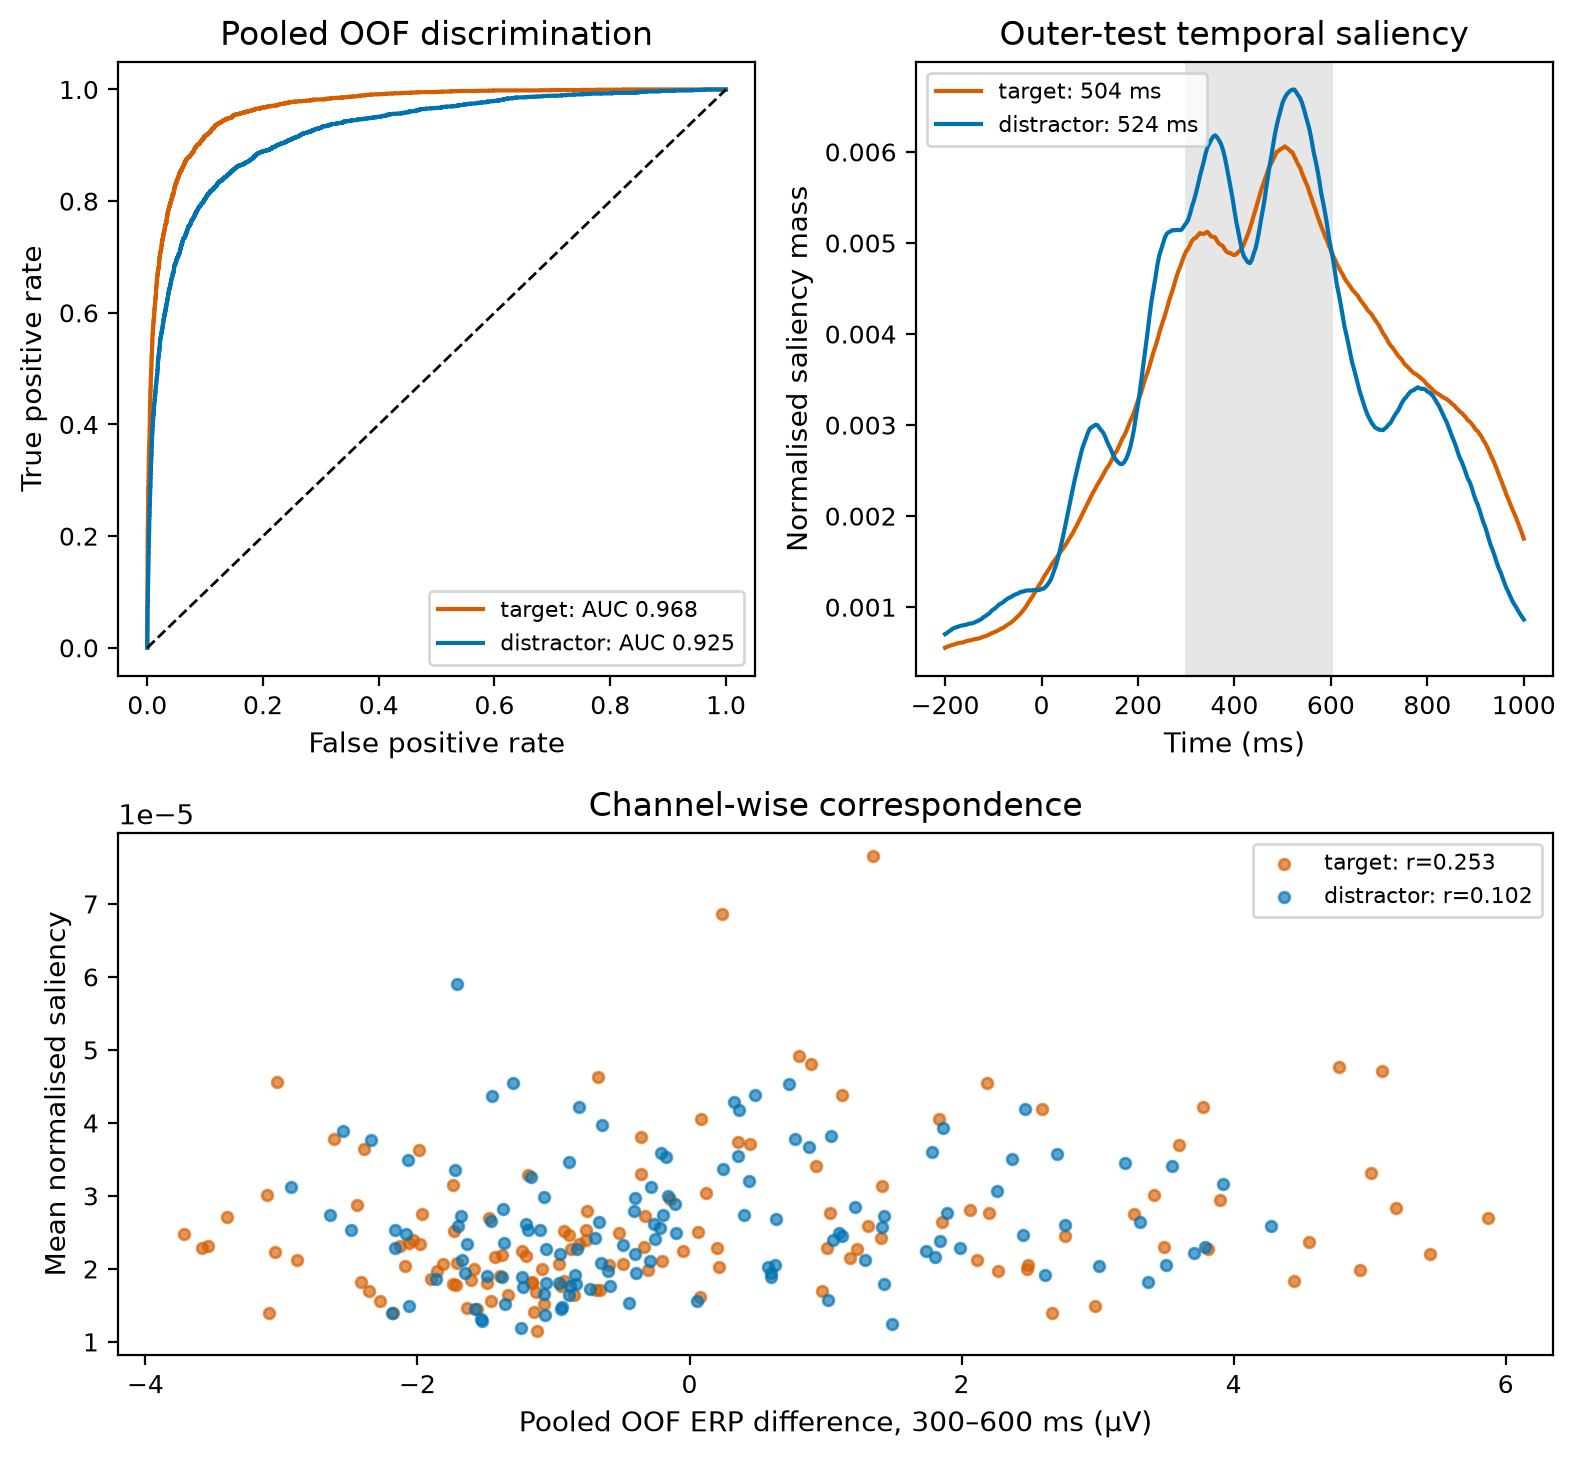 Pooled OOF discrimination
True positive rate
1.0
0.8
0.6
0.4
0.2
0.0
target: AUC 0.968
distractor: AUC 0.925
0.0 0.2 0.4 0.6 0.8 1.0
False positive rate
Outer-test temporal saliency
Normalised saliency mass
target: 504 ms
distractor: 524 ms
0.006
0.005
0.004
0.003
0.002
0.001
−200 0 200 400 600 800 1000
Time (ms)
Channel-wise correspondence
1e−5
Mean normalised saliency
target: r=0.253
distractor: r=0.102
7
6
5
4
3
2
1
−4 −2 0 2 4 6
Pooled OOF ERP difference, 300–600 ms (µV)